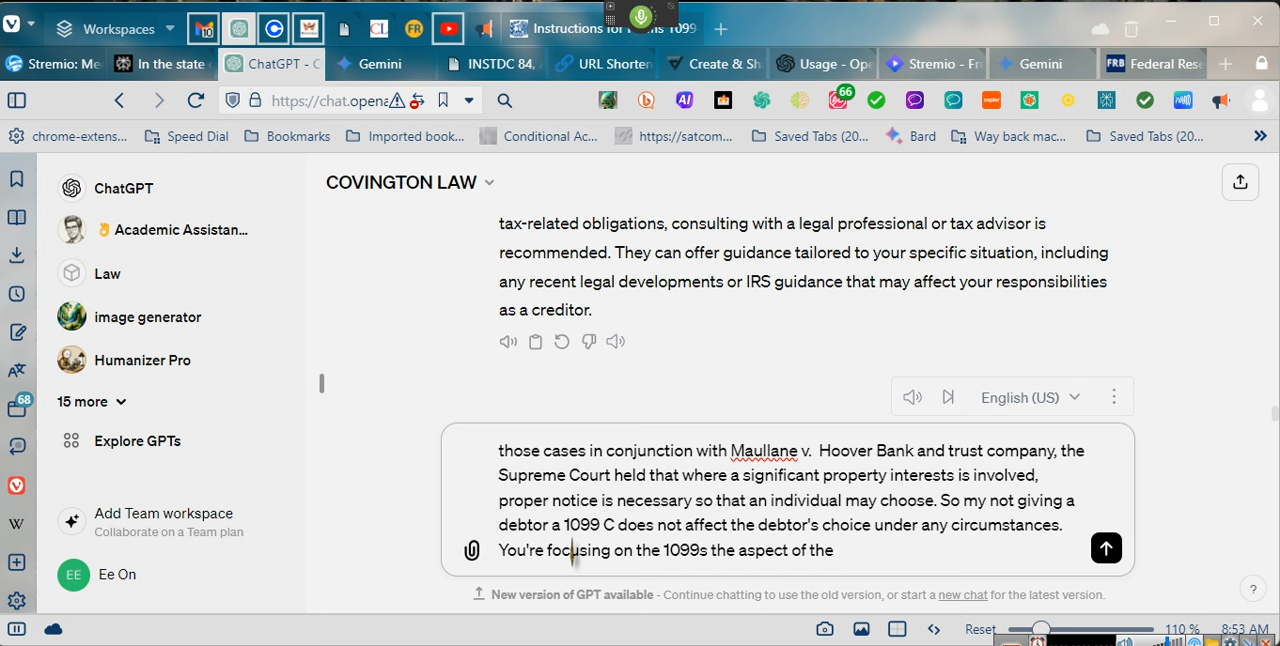 Workspaces
Instructions for Forms 1099
Stremio: Me
In the state
ChatGPT - C
Gemini
INSTDC 84,
URL Shorten
Create & Sh
Usage - Ope
Stremio - Fr
Gemini
FRB
Federal Rese
https://chat.opena
66
chrome-extens...
Speed Dial
Bookmarks
Imported book...
Conditional Ac...
https://satcom...
Saved Tabs (20...
Bard
Way back mac...
Saved Tabs (20...
ChatGPT
Academic Assistan...
Law
image generator
Humanizer Pro
15 more
Explore GPTs
Add Team workspace
Collaborate on a Team plan
EE
Ee On
68
COVINGTON LAW
tax-related obligations, consulting with a legal professional or tax advisor is
recommended. They can offer guidance tailored to your specific situation, including
any recent legal developments or IRS guidance that may affect your responsibilities
as a creditor.
English (US)
those cases in conjunction with Maullane v. Hoover Bank and trust company, the
Supreme Court held that where a significant property interests is involved,
proper notice is necessary so that an individual may choose. So my not giving a
debtor a 1099 C does not affect the debtor's choice under any circumstances.
You're focusing on the 1099s the aspect of the
New version of GPT available - Continue chatting to use the old version, or start a new chat for the latest version.
?
Reset
110 %
8:53 AM